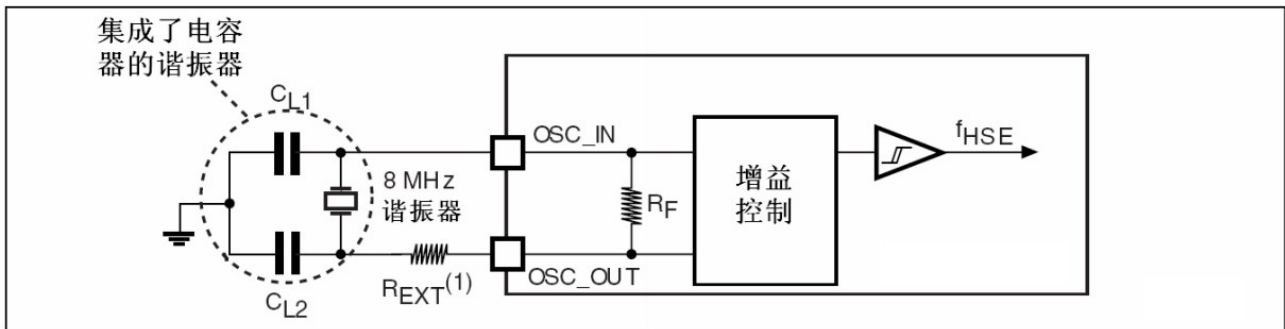 集成了电容
器的谐振器
CL1
OSC_IN
fHSE
8 MHz
谐振器
RF
增益
控制
REXT(1)
OSC_OUT
CL2